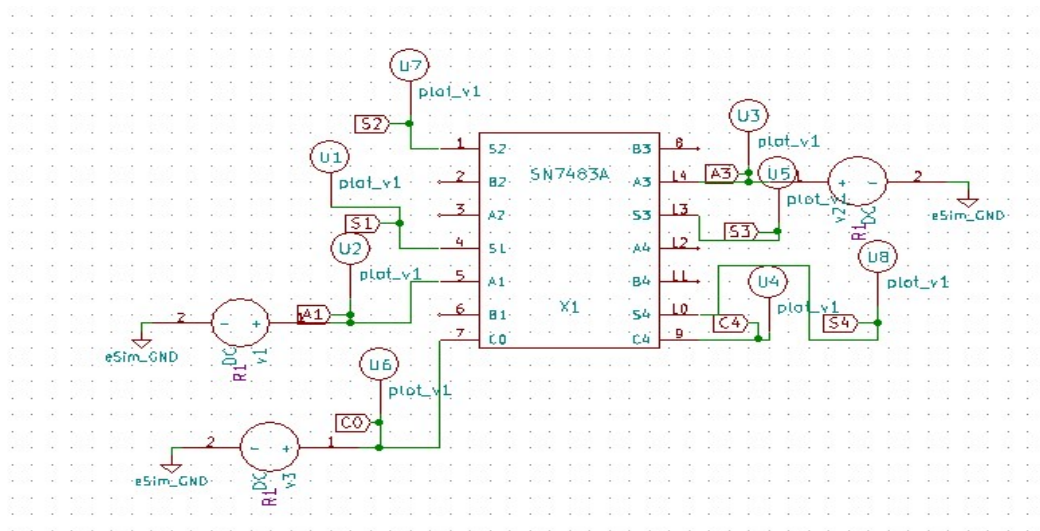 U7
plot_v1
S2
U1
plot_v1
S1
U2
plot_v1
A1
2
-
+
1
eSim_GND
DC
v1
R1
U6
plot_v1
C0
2
-
+
1
eSim_GND
DC
v3
R1
SN7483A
X1
1 S2
2 B2
3 A2
4 S1
5 A1
6 B1
7 C0
B3 8
A3 14
S3 13
A4 12
B4 11
S4 10
C4 9
U3
plot_v1
A3
U5
plot_v1
S3
1
+
-
2
v2
DC
R1
eSim_GND
U4
plot_v1
C4
U8
plot_v1
S4